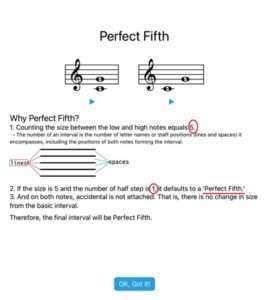 Perfect Fifth
Why Perfect Fifth?
1. Counting the size between the low and high notes equals 5.
- The number of an interval is the number of letter names or staff positions (lines and spaces) it
encompasses, including the positions of both notes forming the interval.
lines
spaces
2. If the size is 5 and the number of half step is 1, it defaults to a 'Perfect Fifth.'
3. And on both notes, accidental is not attached. That is, there is no change in size
from the basic interval.
Therefore, the final interval will be Perfect Fifth.
OK, Got it!